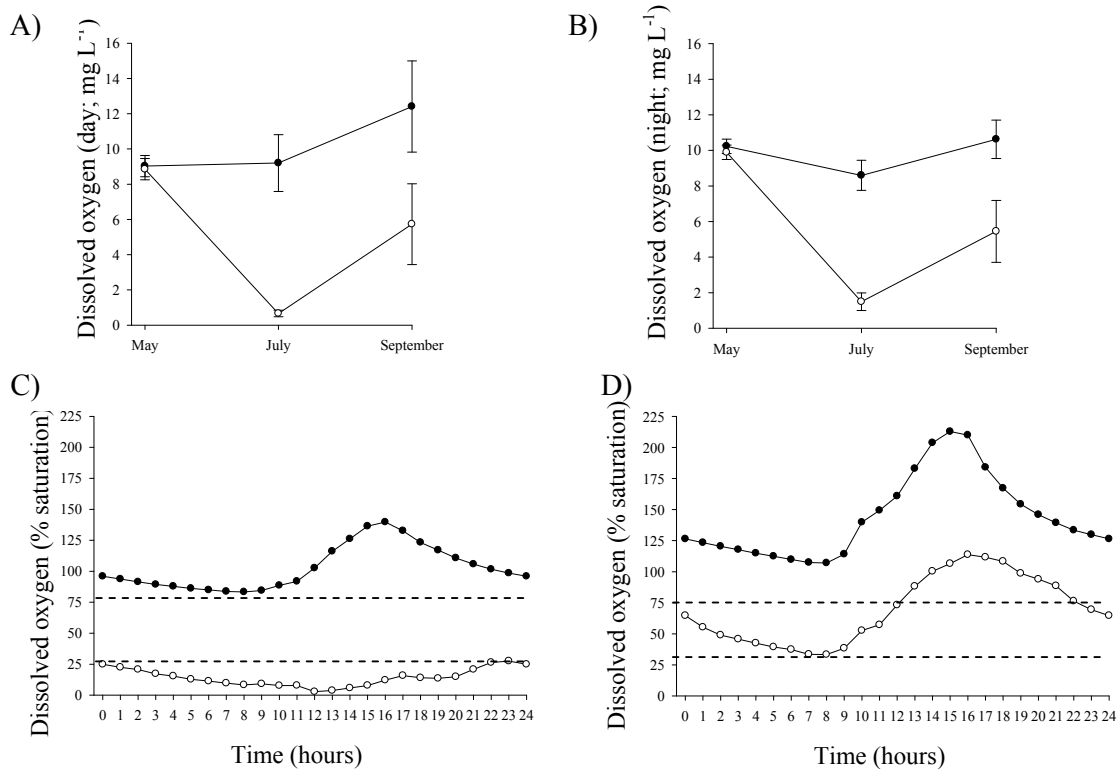 A)
Dissolved oxygen (day; mg L⁻¹)
16
14
12
10
8
6
4
2
0
May July September
B)
Dissolved oxygen (night; mg L⁻¹)
16
14
12
10
8
6
4
2
0
May July September
C)
Dissolved oxygen (% saturation)
225
200
175
150
125
100
75
50
25
0
0 1 2 3 4 5 6 7 8 9 10 11 12 13 14 15 16 17 18 19 20 21 22 23 24
Time (hours)
D)
Dissolved oxygen (% saturation)
225
200
175
150
125
100
75
50
25
0
0 1 2 3 4 5 6 7 8 9 10 11 12 13 14 15 16 17 18 19 20 21 22 23 24
Time (hours)